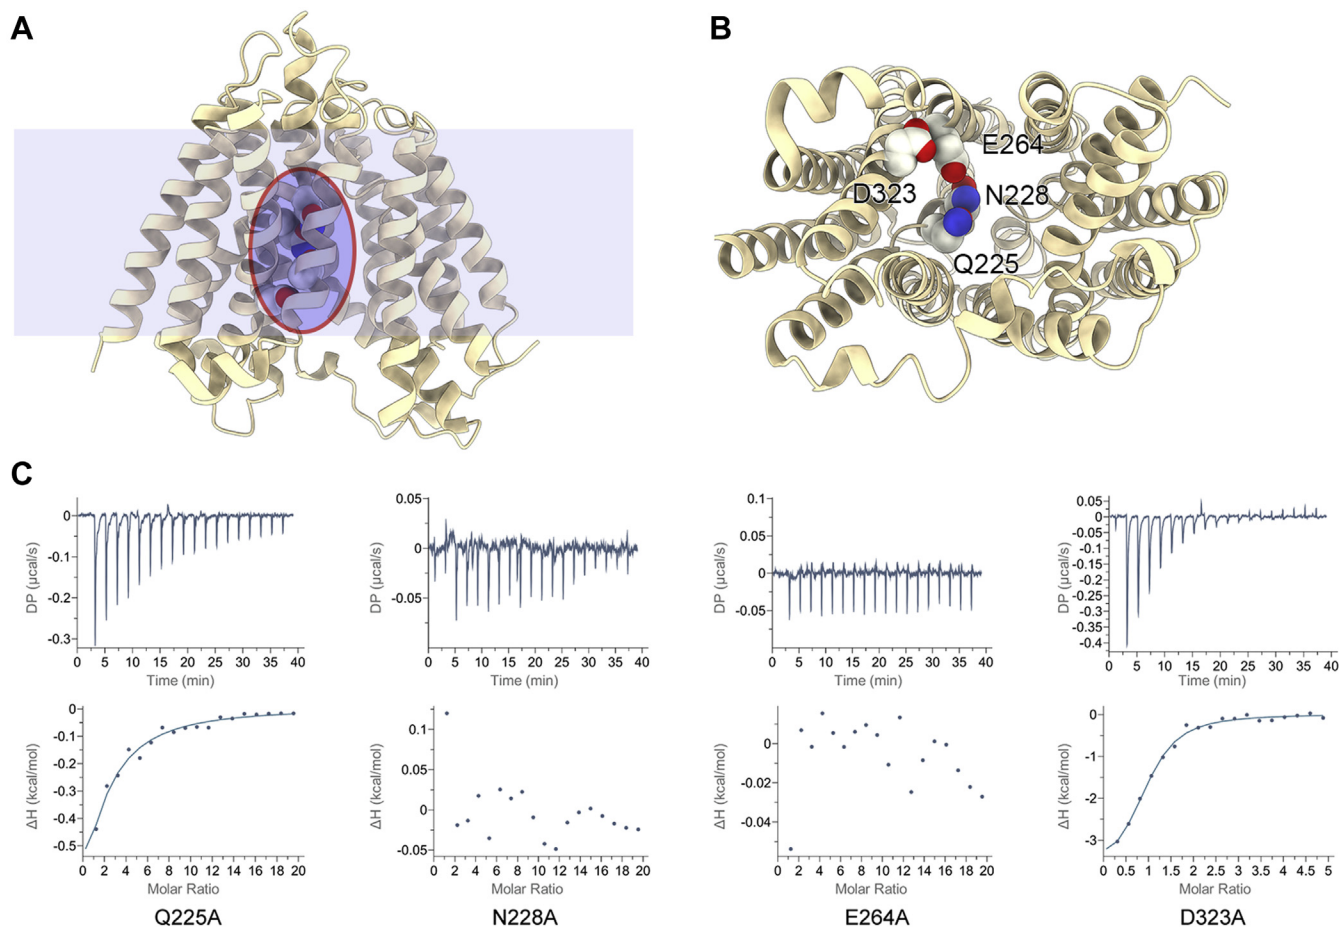 A
B
E264
D323
N228
Q225
C
0
-0.1
-0.2
-0.3
DP (µcal/s)
0 5 10 15 20 25 30 35 40
Time (min)
0.05
0
-0.05
DP (µcal/s)
0 5 10 15 20 25 30 35 40
Time (min)
0.1
0.05
0
-0.05
DP (µcal/s)
0 5 10 15 20 25 30 35 40
Time (min)
0.05
0
-0.05
-0.1
-0.15
-0.2
-0.25
-0.3
-0.35
-0.4
DP (µcal/s)
0 5 10 15 20 25 30 35 40
Time (min)
0
-0.1
-0.2
-0.3
-0.4
-0.5
ΔH (kcal/mol)
0 2 4 6 8 10 12 14 16 18 20
Molar Ratio
Q225A
0.1
0.05
0
-0.05
ΔH (kcal/mol)
0 2 4 6 8 10 12 14 16 18 20
Molar Ratio
N228A
0
-0.02
-0.04
ΔH (kcal/mol)
0 2 4 6 8 10 12 14 16 18 20
Molar Ratio
E264A
0
-1
-2
-3
ΔH (kcal/mol)
0 0.5 1 1.5 2 2.5 3 3.5 4 4.5 5
Molar Ratio
D323A